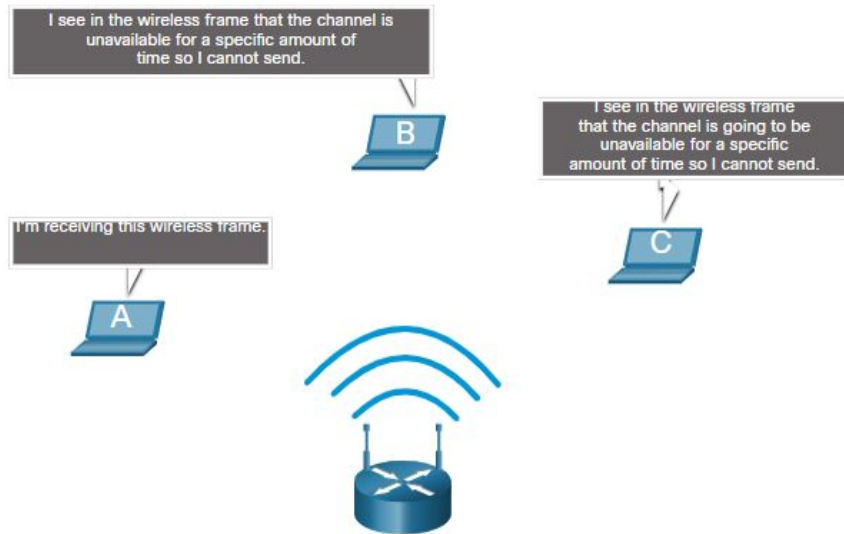 I see in the wireless frame that the channel is
unavailable for a specific amount of
time so I cannot send.
B
I see in the wireless frame
that the channel is going to be
unavailable for a specific
amount of time so I cannot send.
I'm receiving this wireless frame.
C
A